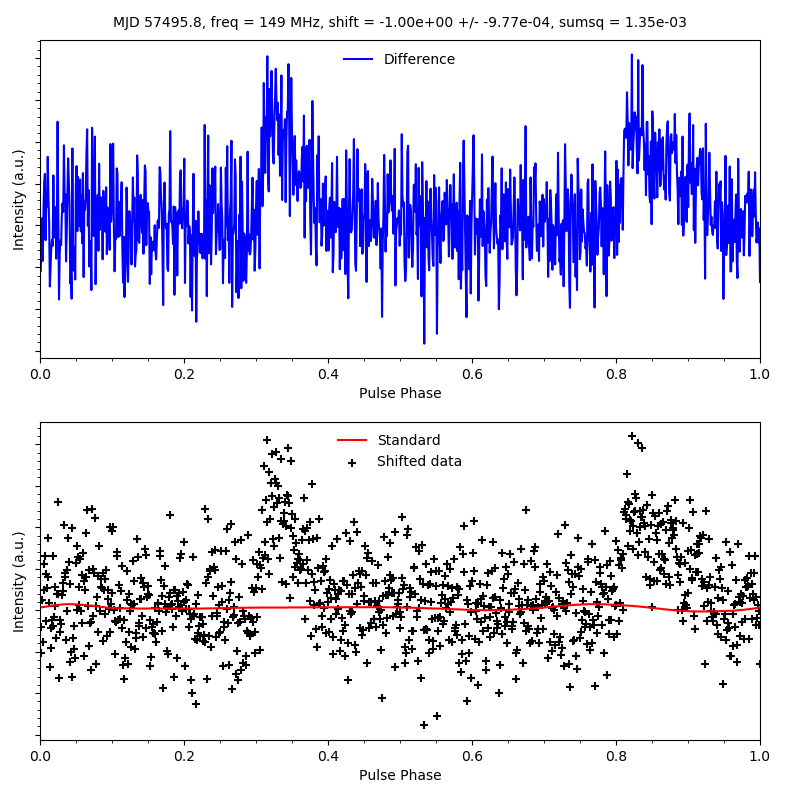 MJD 57495.8, freq = 149 MHz, shift = -1.00e+00 +/- -9.77e-04, sumsq = 1.35e-03
Difference
Intensity (a.u.)
0.0 0.2 0.4 0.6 0.8 1.0
Pulse Phase
Standard
Shifted data
Intensity (a.u.)
0.0 0.2 0.4 0.6 0.8 1.0
Pulse Phase